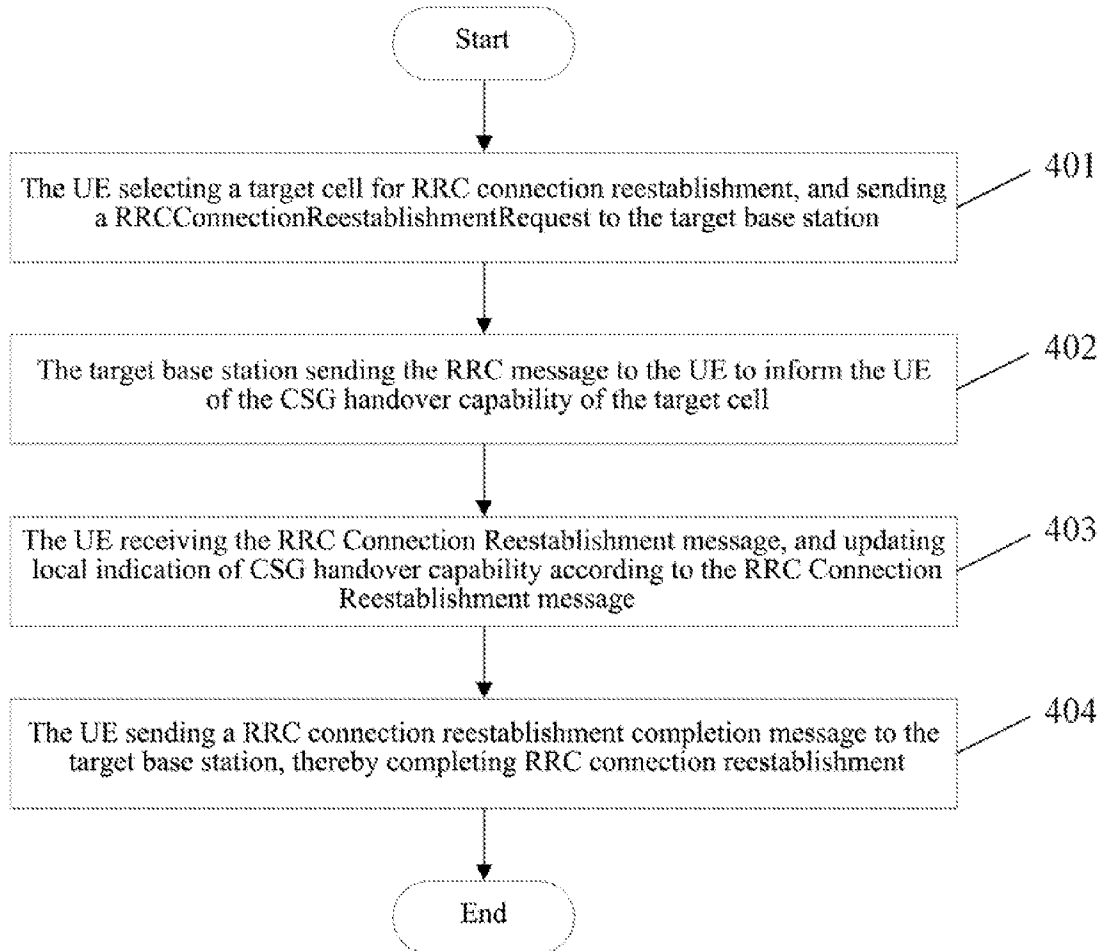 Start
The UE selecting a target cell for RRC connection reestablishment, and sending
a RRCConnectionReestablishmentRequest to the target base station
401
The target base station sending the RRC message to the UE to inform the UE
of the CSG handover capability of the target cell
402
The UE receiving the RRC Connection Reestablishment message, and updating
local indication of CSG handover capability according to the RRC Connection
Reestablishment message
403
The UE sending a RRC connection reestablishment completion message to the
target base station, thereby completing RRC connection reestablishment
404
End